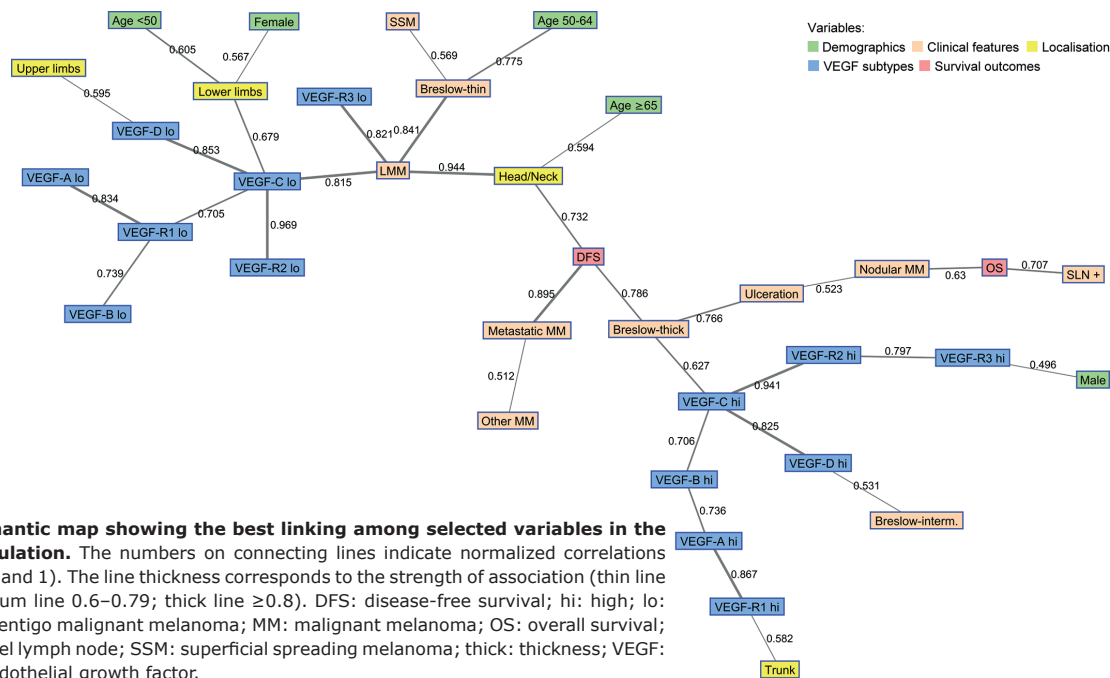 Age <50
Female
SSM
Age 50-64
Variables:
Demographics Clinical features Localisation
VEGF subtypes Survival outcomes
0.605
0.567
0.569
0.775
Upper limbs
Lower limbs
VEGF-R3 lo
Breslow-thin
Age ≥65
0.595
VEGF-D lo
0.679
0.821
0.841
0.594
0.853
VEGF-A lo
VEGF-C lo
0.815
LMM
0.944
Head/Neck
0.834
0.705
0.732
VEGF-R1 lo
0.969
0.739
VEGF-R2 lo
DFS
Nodular MM
OS
0.707
SLN +
0.63
0.895
0.786
Ulceration
0.523
VEGF-B lo
Metastatic MM
Breslow-thick
0.766
0.512
0.627
VEGF-R2 hi
0.797
VEGF-R3 hi
0.496
Male
0.941
Other MM
VEGF-C hi
0.706
0.825
VEGF-B hi
VEGF-D hi
0.531
Breslow-interm.
0.736
VEGF-A hi
0.867
VEGF-R1 hi
0.582
Trunk
mantic map showing the best linking among selected variables in the
ulation. The numbers on connecting lines indicate normalized correlations
and 1). The line thickness corresponds to the strength of association (thin line
um line 0.6–0.79; thick line ≥0.8). DFS: disease-free survival; hi: high; lo:
entigo malignant melanoma; MM: malignant melanoma; OS: overall survival;
el lymph node; SSM: superficial spreading melanoma; thick: thickness; VEGF:
dothelial growth factor.